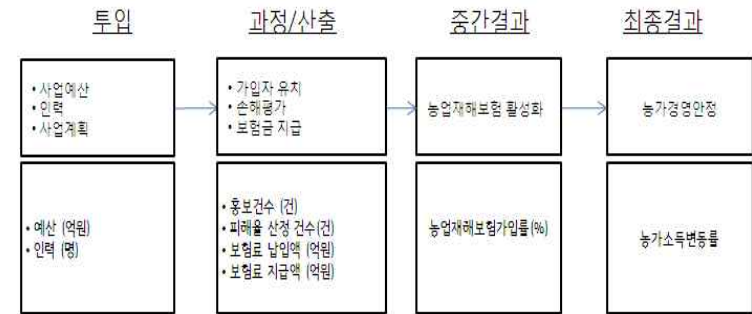 투입
과정/산출
중간결과
최종결과
• 사업예산
• 인력
• 사업계획
• 가입자 유치
• 손해평가
• 보험금 지급
농업재해보험 활성화
농가경영안정
• 예산 (억원)
• 인력 (명)
• 홍보건수 (건)
• 피해율 산정 건수(건)
• 보험료 납입액 (억원)
• 보험료 지급액 (억원)
농업재해보험가입률(%)
농가소득변동률